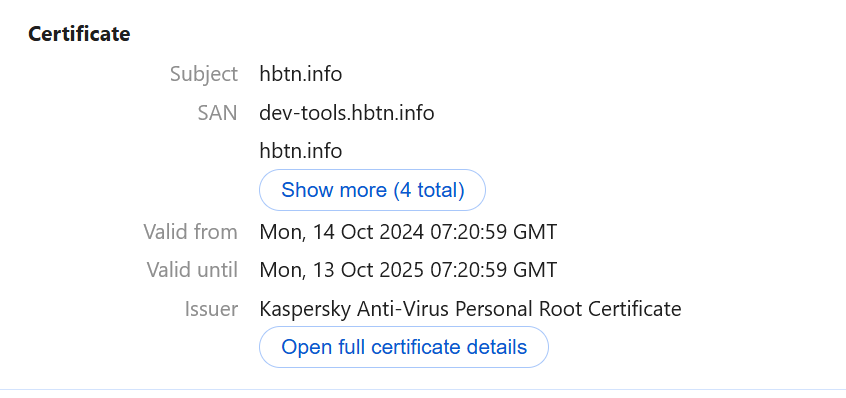 Certificate
Subject hbtn.info
SAN dev-tools.hbtn.info
hbtn.info
Show more (4 total)
Valid from Mon, 14 Oct 2024 07:20:59 GMT
Valid until Mon, 13 Oct 2025 07:20:59 GMT
Issuer Kaspersky Anti-Virus Personal Root Certificate
Open full certificate details